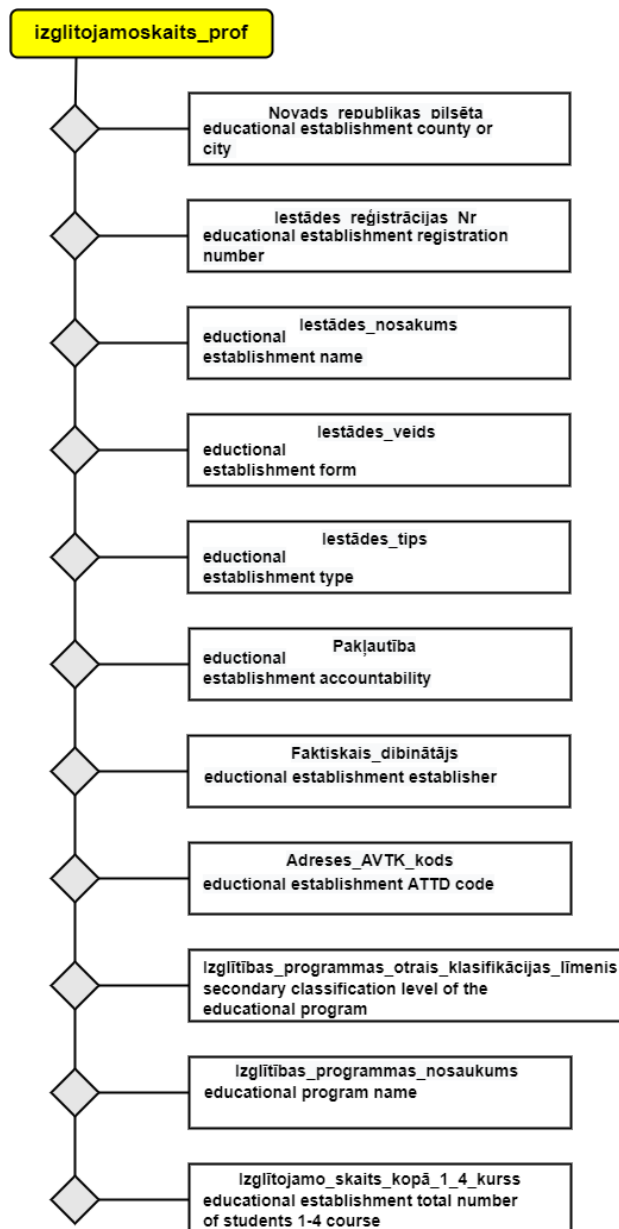 izglitojamoskaits_prof
Novads_republikas_pilsēta
educational establishment county or
city
Iestādes_reģistrācijas_Nr
educational establishment registration
number
Iestādes_nosakums
eductional
establishment name
Iestādes_veids
eductional
establishment form
Iestādes_tips
eductional
establishment type
Pakļautība
eductional
establishment accountability
Faktiskais_dibinātājs
eductional establishment establisher
Adreses_AVTK_kods
eductional establishment ATTD code
Izglītības_programmas_otrais_klasifikācijas_līmenis
secondary classification level of the
educational program
Izglītības_programmas_nosaukums
educational program name
Izglītojamo_skaits_kopā_1_4_kurss
educational establishment total number
of students 1-4 course